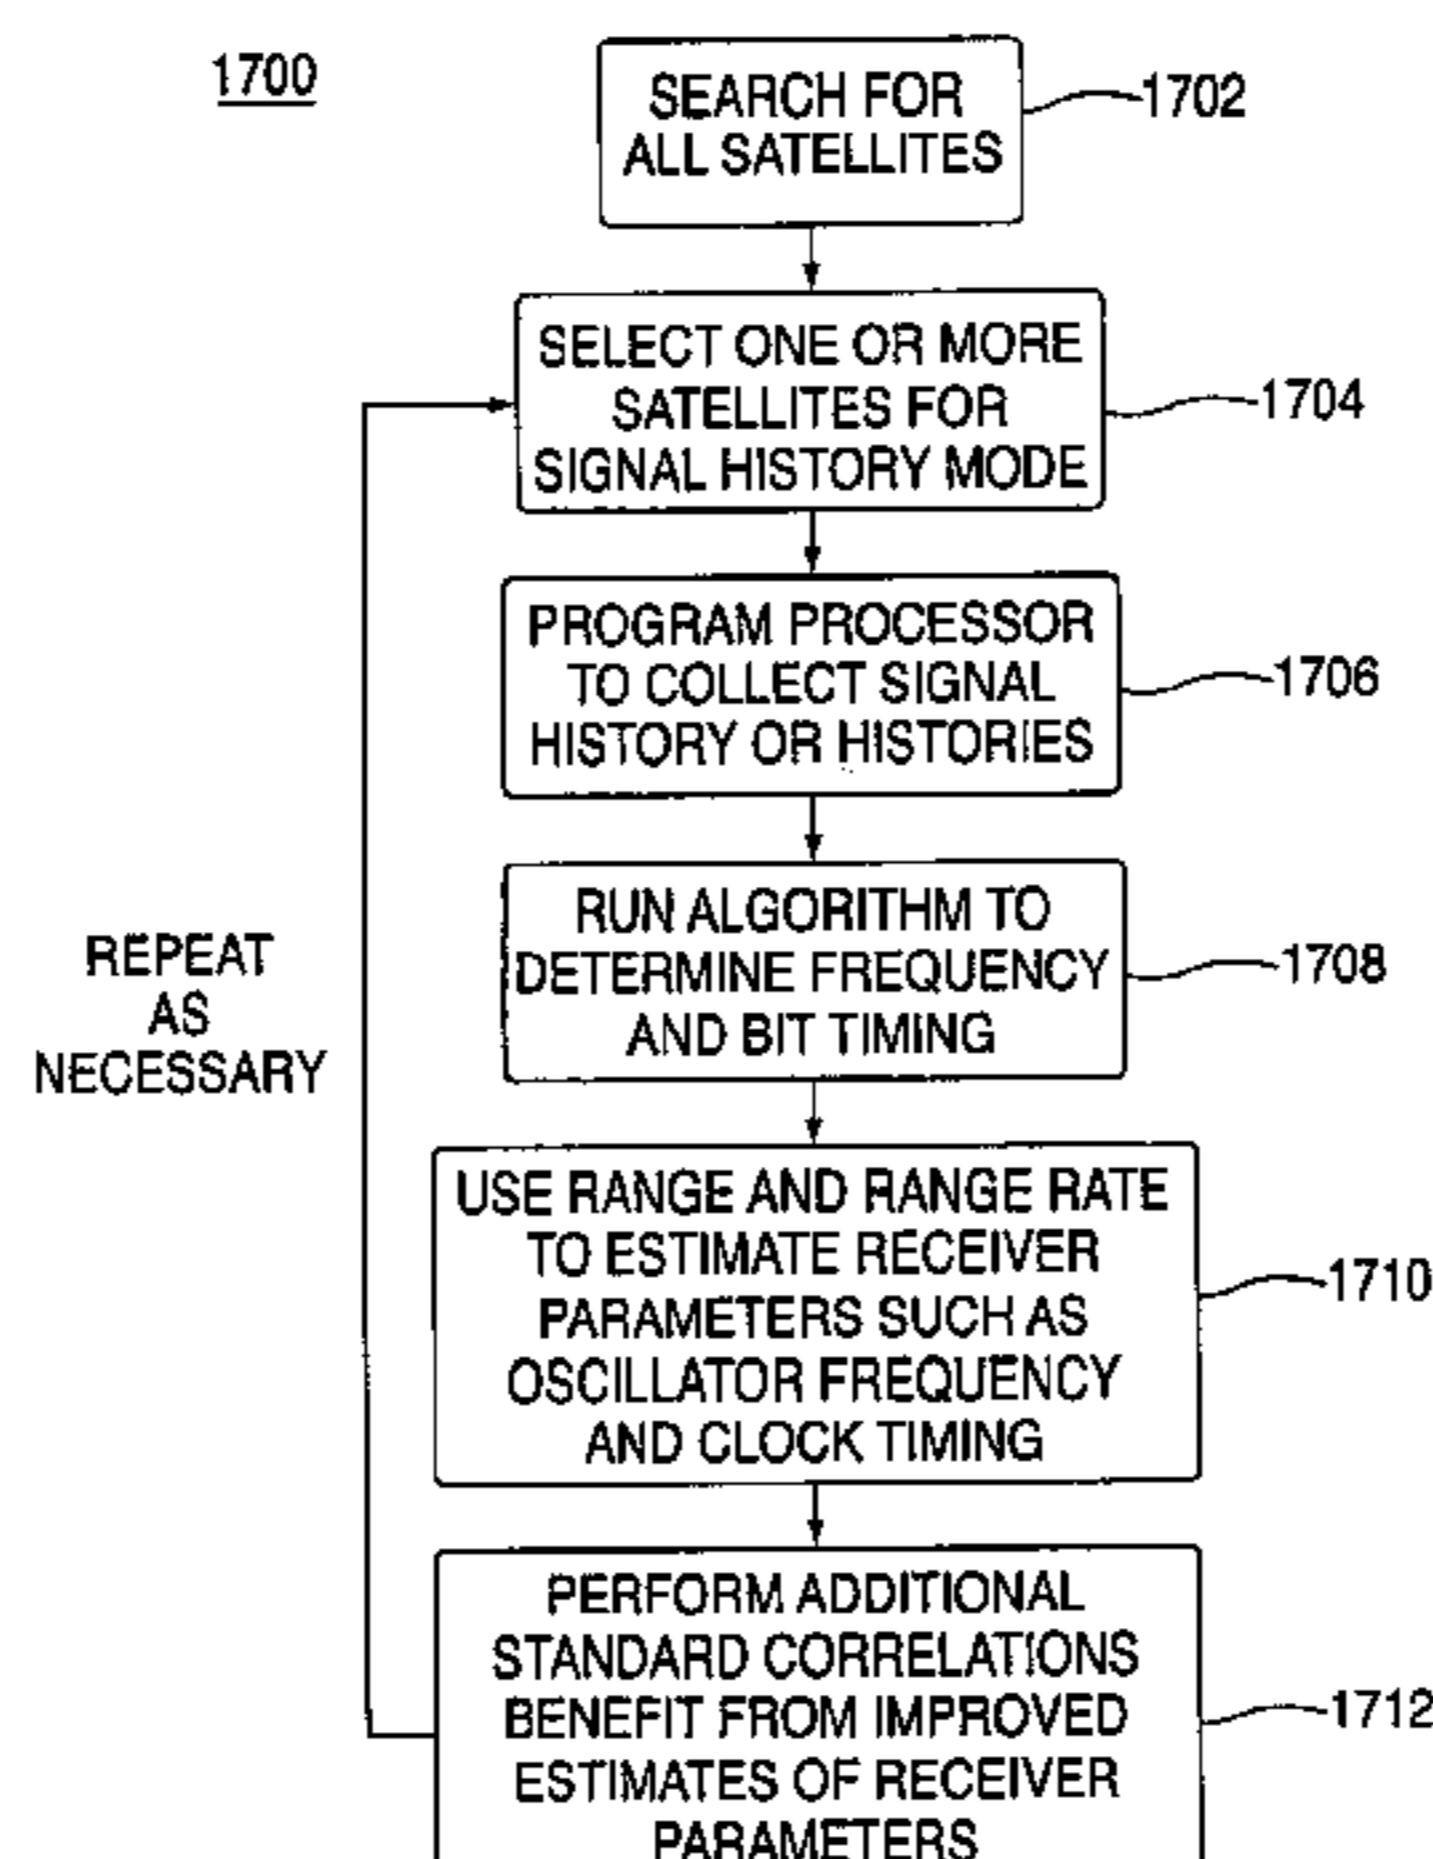 1700
SEARCH FOR
ALL SATELLITES
1702
SELECT ONE OR MORE
SATELLITES FOR
SIGNAL HISTORY MODE
1704
PROGRAM PROCESSOR
TO COLLECT SIGNAL
HISTORY OR HISTORIES
1706
RUN ALGORITHM TO
DETERMINE FREQUENCY
AND BIT TIMING
1708
REPEAT
AS
NECESSARY
USE RANGE AND RANGE RATE
TO ESTIMATE RECEIVER
PARAMETERS SUCH AS
OSCILLATOR FREQUENCY
AND CLOCK TIMING
1710
PERFORM ADDITIONAL
STANDARD CORRELATIONS
BENEFIT FROM IMPROVED
ESTIMATES OF RECEIVER
PARAMETERS
1712